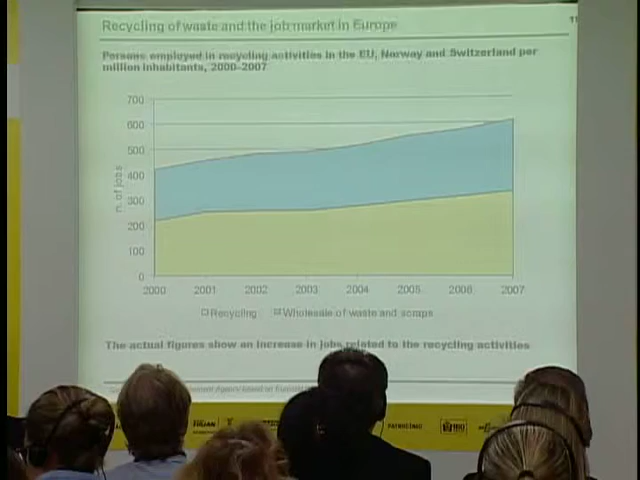 Recycling of waste and the job market in Europe
Persons employed in recycling activities in the EU, Norway and Switzerland per
million inhabitants, 2000–2007
700
600
500
400
300
200
100
0
n. of jobs
2000 2001 2002 2003 2004 2005 2006 2007
Recycling Wholesale of waste and scraps
The actual figures show an increase in jobs related to the recycling activities
PATROCINIO